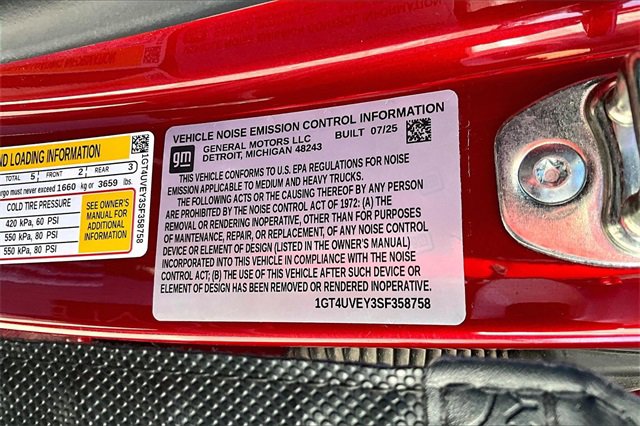 ND LOADING INFORMATION
TOTAL 5 FRONT 2 REAR 3
argo must never exceed 1660 kg or 3659 lbs.
COLD TIRE PRESSURE
420 kPa, 60 PSI
550 kPa, 80 PSI
550 kPa, 80 PSI
SEE OWNER'S
MANUAL FOR
ADDITIONAL
INFORMATION
1GT4UVEY3SF358758
VEHICLE NOISE EMISSION CONTROL INFORMATION
gm
GENERAL MOTORS LLC BUILT 07/25
DETROIT, MICHIGAN 48243
THIS VEHICLE CONFORMS TO U.S. EPA REGULATIONS FOR NOISE
EMISSION APPLICABLE TO MEDIUM AND HEAVY TRUCKS.
THE FOLLOWING ACTS OR THE CAUSING THEREOF BY ANY PERSON
ARE PROHIBITED BY THE NOISE CONTROL ACT OF 1972: (A) THE
REMOVAL OR RENDERING INOPERATIVE, OTHER THAN FOR PURPOSES
OF MAINTENANCE, REPAIR, OR REPLACEMENT, OF ANY NOISE CONTROL
DEVICE OR ELEMENT OF DESIGN (LISTED IN THE OWNER'S MANUAL)
INCORPORATED INTO THIS VEHICLE IN COMPLIANCE WITH THE NOISE
CONTROL ACT; (B) THE USE OF THIS VEHICLE AFTER SUCH DEVICE OR
ELEMENT OF DESIGN HAS BEEN REMOVED OR RENDERED INOPERATIVE.
1GT4UVEY3SF358758